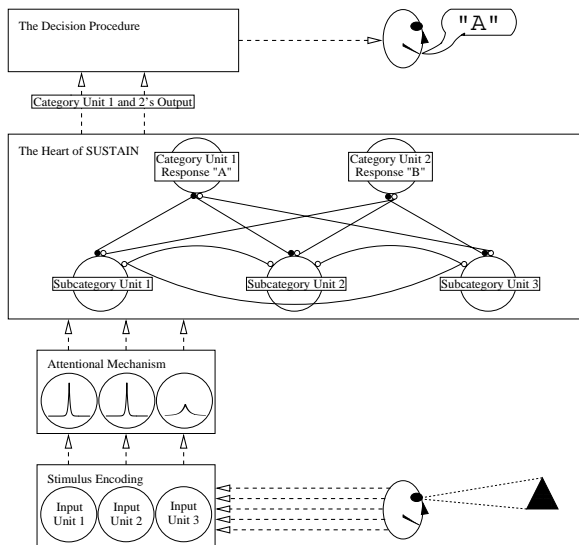 The Decision Procedure
"A"
Category Unit 1 and 2's Output
The Heart of SUSTAIN
Category Unit 1
Response "A"
Category Unit 2
Response "B"
Subcategory Unit 1
Subcategory Unit 2
Subcategory Unit 3
Attentional Mechanism
Stimulus Encoding
Input
Unit 1
Input
Unit 2
Input
Unit 3